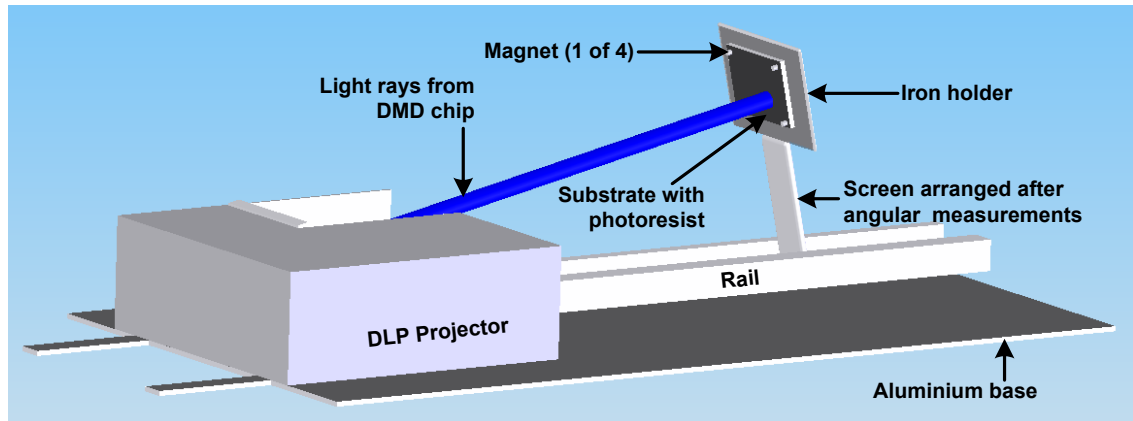 Magnet (1 of 4)
Light rays from
DMD chip
Iron holder
Substrate with
photoresist
Screen arranged after
angular measurements
Rail
DLP Projector
Aluminium base